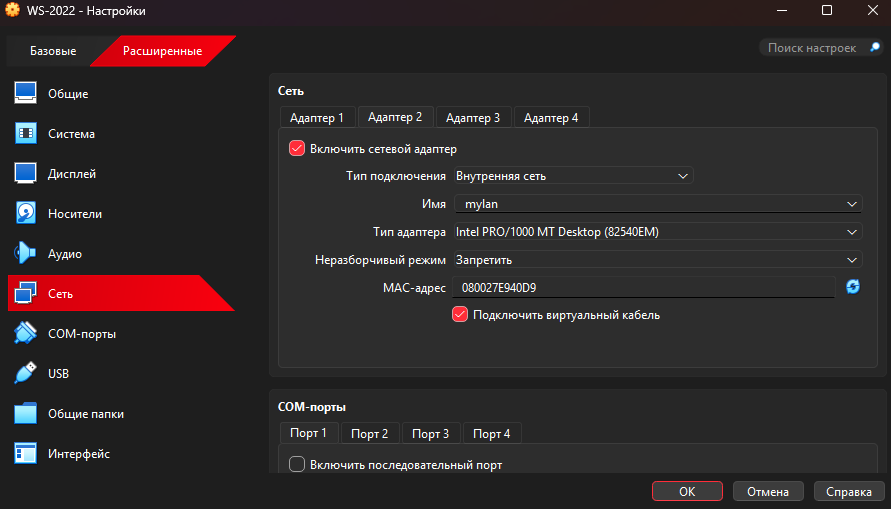 WS-2022 - Настройки
Базовые
Расширенные
Поиск настроек
Общие
Система
Дисплей
Носители
Аудио
Сеть
COM-порты
USB
Общие папки
Интерфейс
Сеть
Адаптер 1
Адаптер 2
Адаптер 3
Адаптер 4
Включить сетевой адаптер
Тип подключения Внутренняя сеть
Имя mylan
Тип адаптера Intel PRO/1000 MT Desktop (82540EM)
Неразборчивый режим Запретить
MAC-адрес 080027E940D9
Подключить виртуальный кабель
COM-порты
Порт 1
Порт 2
Порт 3
Порт 4
Включить последовательный порт
OK
Отмена
Справка